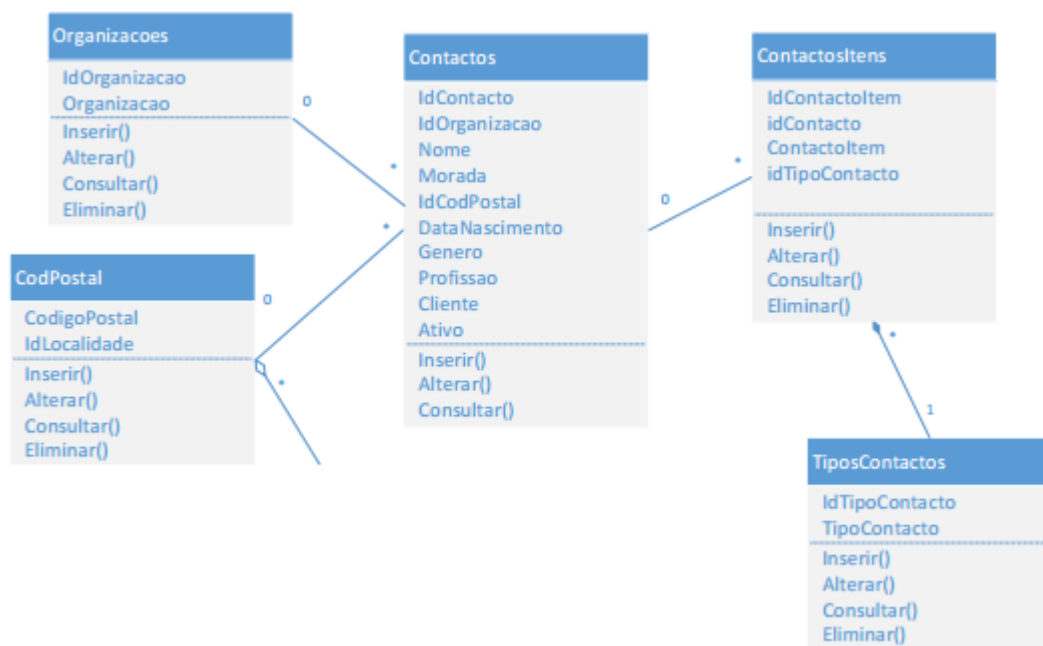 Organizacoes
IdOrganizacao
Organizacao
Inserir()
Alterar()
Consultar()
Eliminar()
0
*
Contactos
IdContacto
IdOrganizacao
Nome
Morada
IdCodPostal
DataNascimento
Genero
Profissao
Cliente
Ativo
Inserir()
Alterar()
Consultar()
0
*
ContactosItens
IdContactoItem
idContacto
ContactoItem
idTipoContacto
Inserir()
Alterar()
Consultar()
Eliminar()
CodPostal
CodigoPostal
IdLocalidade
Inserir()
Alterar()
Consultar()
Eliminar()
0
*
*
*
1
TiposContactos
IdTipoContacto
TipoContacto
Inserir()
Alterar()
Consultar()
Eliminar()